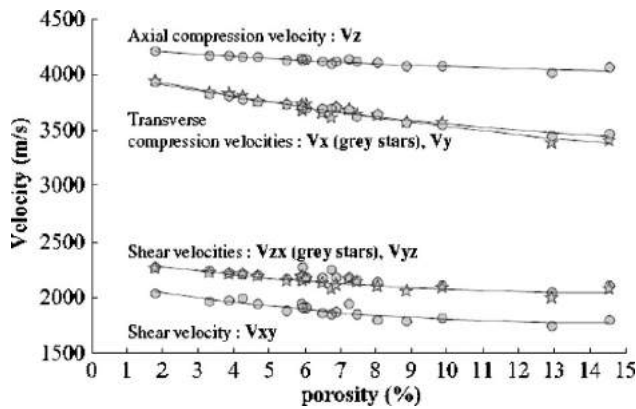 4500
Axial compression velocity : Vz
4000
3500
Transverse
compression velocities : Vx (grey stars), Vy
3000
Velocity (m/s)
2500
Shear velocities : Vzx (grey stars), Vyz
2000
Shear velocity : Vxy
1500
0 1 2 3 4 5 6 7 8 9 10 11 12 13 14 15
porosity (%)